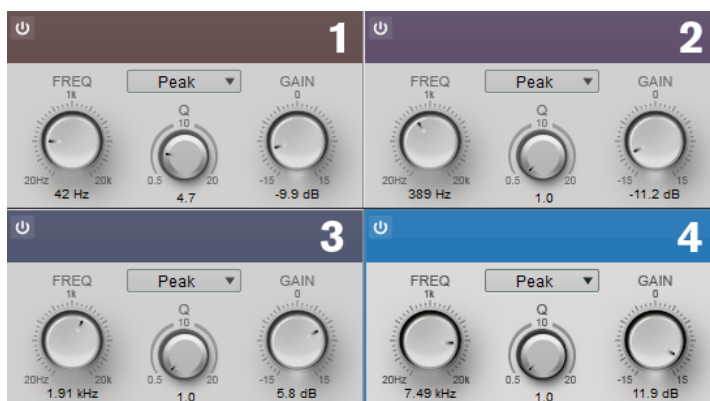 1
FREQ Peak GAIN
1k Q 0
10
20Hz 20k 0.5 20 -15 15
42 Hz 4.7 -9.9 dB
2
FREQ Peak GAIN
1k Q 0
10
20Hz 20k 0.5 20 -15 15
389 Hz 1.0 -11.2 dB
3
FREQ Peak GAIN
1k Q 0
10
20Hz 20k 0.5 20 -15 15
1.91 kHz 1.0 5.8 dB
4
FREQ Peak GAIN
1k Q 0
10
20Hz 20k 0.5 20 -15 15
7.49 kHz 1.0 11.9 dB